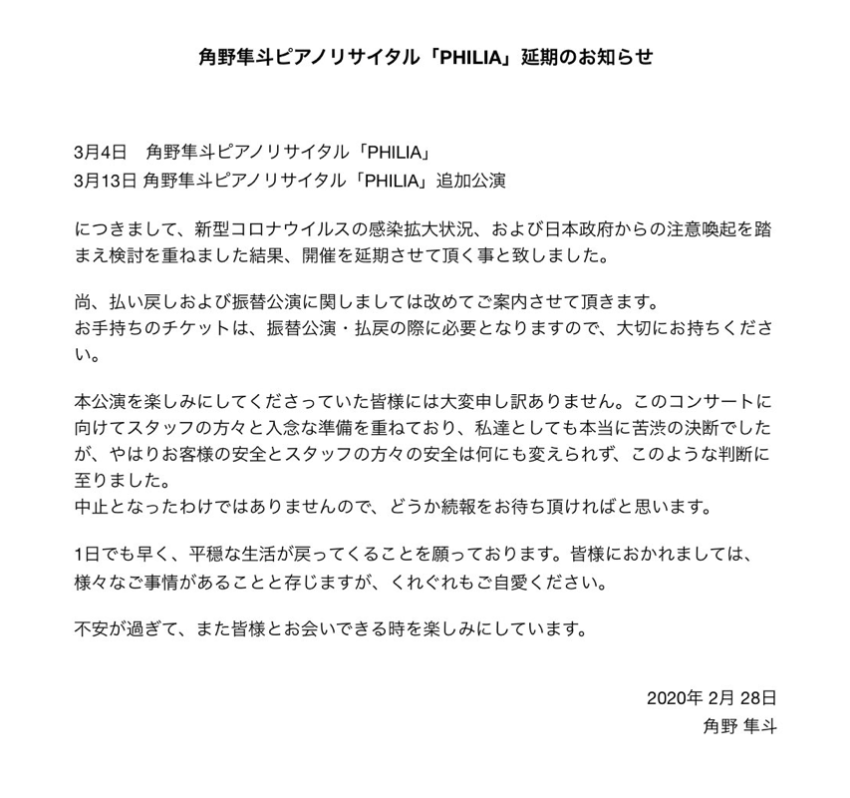 角野隼斗ピアノリサイタル「PHILIA」延期のお知らせ
3月4日　角野隼斗ピアノリサイタル「PHILIA」
3月13日 角野隼斗ピアノリサイタル「PHILIA」追加公演
につきまして、新型コロナウイルスの感染拡大状況、および日本政府からの注意喚起を踏
まえ検討を重ねました結果、開催を延期させて頂く事と致しました。
尚、払い戻しおよび振替公演に関しましては改めてご案内させて頂きます。
お手持ちのチケットは、振替公演・払戻の際に必要となりますので、大切にお持ちくださ
い。
本公演を楽しみにしてくださっていた皆様には大変申し訳ありません。このコンサートに
向けてスタッフの方々と入念な準備を重ねており、私達としても本当に苦渋の決断でした
が、やはりお客様の安全とスタッフの方々の安全は何にも変えられず、このような判断に
至りました。
中止となったわけではありませんので、どうか続報をお待ち頂ければと思います。
1日でも早く、平穏な生活が戻ってくることを願っております。皆様におかれましては、
様々なご事情があることと存じますが、くれぐれもご自愛ください。
不安が過ぎて、また皆様とお会いできる時を楽しみにしています。
2020年 2月 28日
角野 隼斗